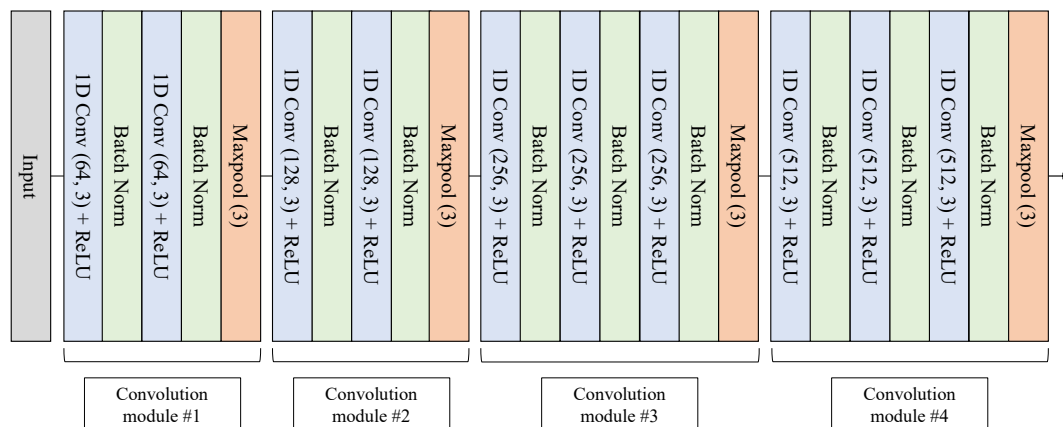 Input
1D Conv (64, 3) + ReLU
Batch Norm
1D Conv (64, 3) + ReLU
Batch Norm
Maxpool (3)
1D Conv (128, 3) + ReLU
Batch Norm
1D Conv (128, 3) + ReLU
Batch Norm
Maxpool (3)
1D Conv (256, 3) + ReLU
Batch Norm
1D Conv (256, 3) + ReLU
Batch Norm
1D Conv (256, 3) + ReLU
Batch Norm
Maxpool (3)
1D Conv (512, 3) + ReLU
Batch Norm
1D Conv (512, 3) + ReLU
Batch Norm
1D Conv (512, 3) + ReLU
Batch Norm
Maxpool (3)
Convolution
module #1
Convolution
module #2
Convolution
module #3
Convolution
module #4